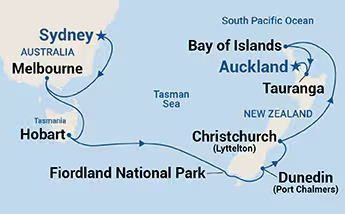 South Pacific Ocean
Sydney
AUSTRALIA
Melbourne
Bay of Islands
Auckland
Tauranga
Tasman
Sea
NEW ZEALAND
Tasmania
Hobart
Christchurch
(Lyttelton)
Fiordland National Park
Dunedin
(Port Chalmers)